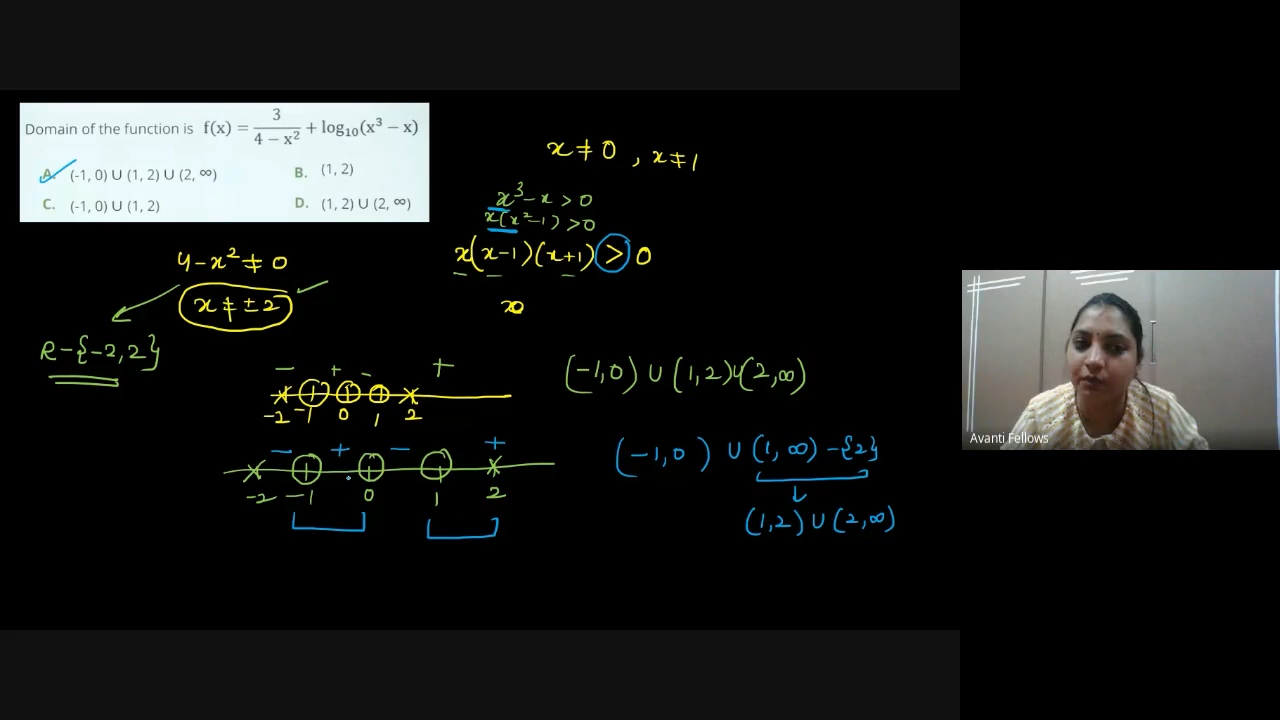 Domain of the function is f(x) = 3/(4 − x²) + log₁₀(x³ − x)
A. (-1, 0) ∪ (1, 2) ∪ (2, ∞)
B. (1, 2)
C. (-1, 0) ∪ (1, 2)
D. (1, 2) ∪ (2, ∞)
x ≠ 0 , x ≠ 1
x³ - x > 0
x(x² - 1) > 0
x(x-1)(x+1) > 0
4 - x² ≠ 0
x ≠ ± 2
R - {-2, 2}
- + - +
-2 -1 0 1 2
(-1, 0) ∪ (1, 2) ∪ (2, ∞)
- + - +
-2 -1 0 1 2
(-1, 0) ∪ (1, ∞) - {2}
(1, 2) ∪ (2, ∞)
Avanti Fellows